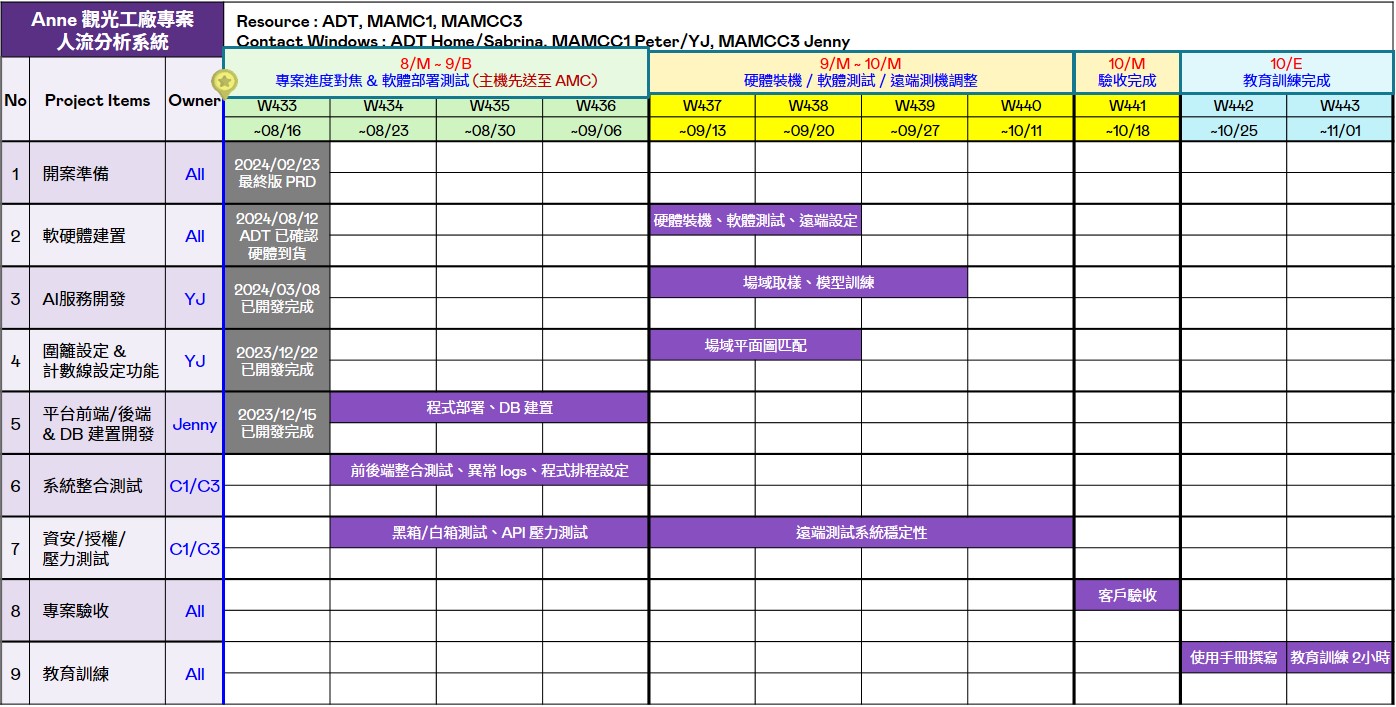 Anne 觀光工廠專案
人流分析系統
Resource : ADT, MAMC1, MAMCC3
Contact Windows : ADT Home/Sabrina, MAMCC1 Peter/YJ, MAMCC3 Jenny
8/M ~ 9/B
專案進度對焦 & 軟體部署測試 (主機先送至 AMC)
9/M ~ 10/M
硬體裝機 / 軟體測試 / 遠端測機調整
10/M
驗收完成
10/E
教育訓練完成
No Project Items Owner
W433 W434 W435 W436 W437 W438 W439 W440 W441 W442 W443
~08/16 ~08/23 ~08/30 ~09/06 ~09/13 ~09/20 ~09/27 ~10/11 ~10/18 ~10/25 ~11/01
1 開案準備 All
2024/02/23
最終版 PRD
2 軟硬體建置 All
2024/08/12
ADT 已確認
硬體到貨
硬體裝機、軟體測試、遠端設定
3 AI服務開發 YJ
2024/03/08
已開發完成
場域取樣、模型訓練
4 圍籬設定 &
計數線設定功能 YJ
2023/12/22
已開發完成
場域平面圖匹配
5 平台前端/後端
& DB 建置開發 Jenny
2023/12/15
已開發完成
程式部署、DB 建置
6 系統整合測試 C1/C3
前後端整合測試、異常 logs、程式排程設定
7 資安/授權/
壓力測試 C1/C3
黑箱/白箱測試、API 壓力測試
遠端測試系統穩定性
8 專案驗收 All
客戶驗收
9 教育訓練 All
使用手冊撰寫
教育訓練 2小時